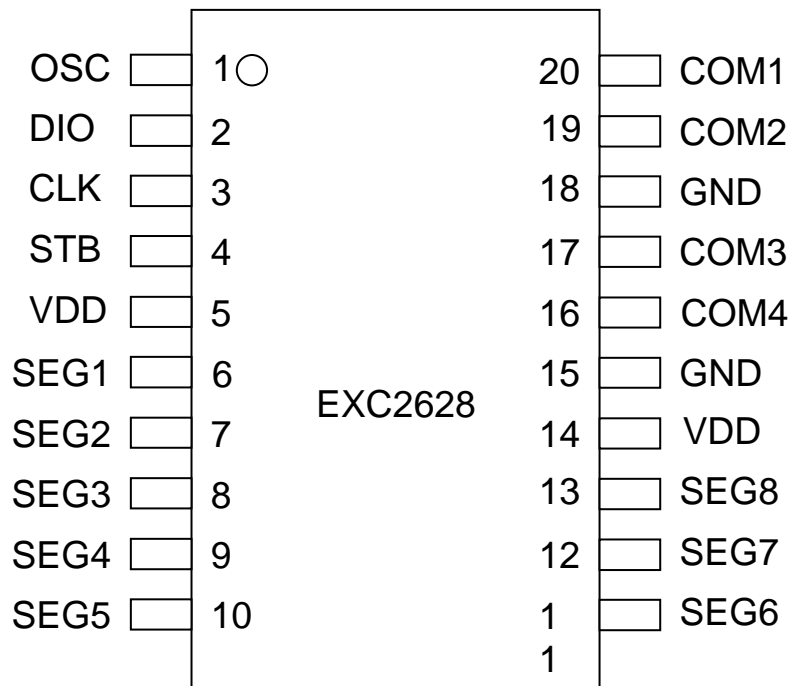 OSC 1 20 COM1
DIO 2 19 COM2
CLK 3 18 GND
STB 4 17 COM3
VDD 5 16 COM4
SEG1 6 15 GND
EXC2628
SEG2 7 14 VDD
SEG3 8 13 SEG8
SEG4 9 12 SEG7
SEG5 10 1 SEG6
1